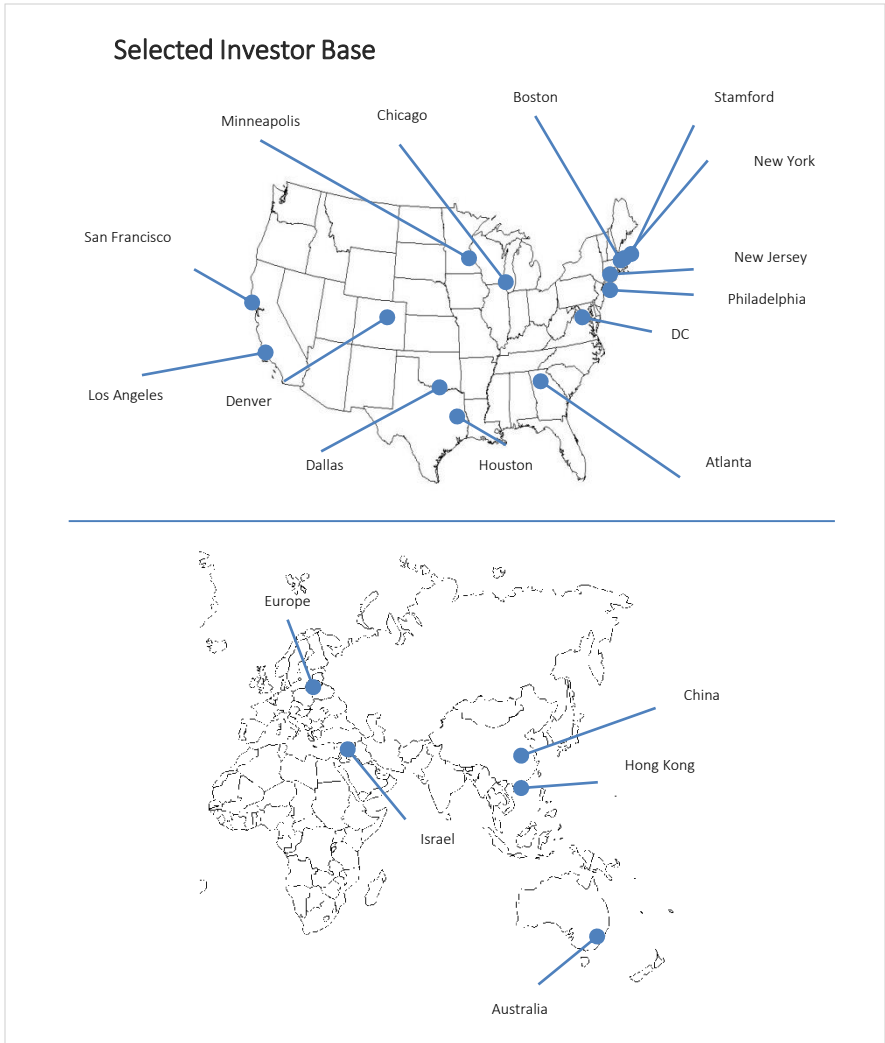 Selected Investor Base
Boston
Stamford
Chicago
Minneapolis
New York
San Francisco
New Jersey
Philadelphia
DC
Los Angeles
Denver
Dallas
Houston
Atlanta
Europe
China
Hong Kong
Israel
Australia